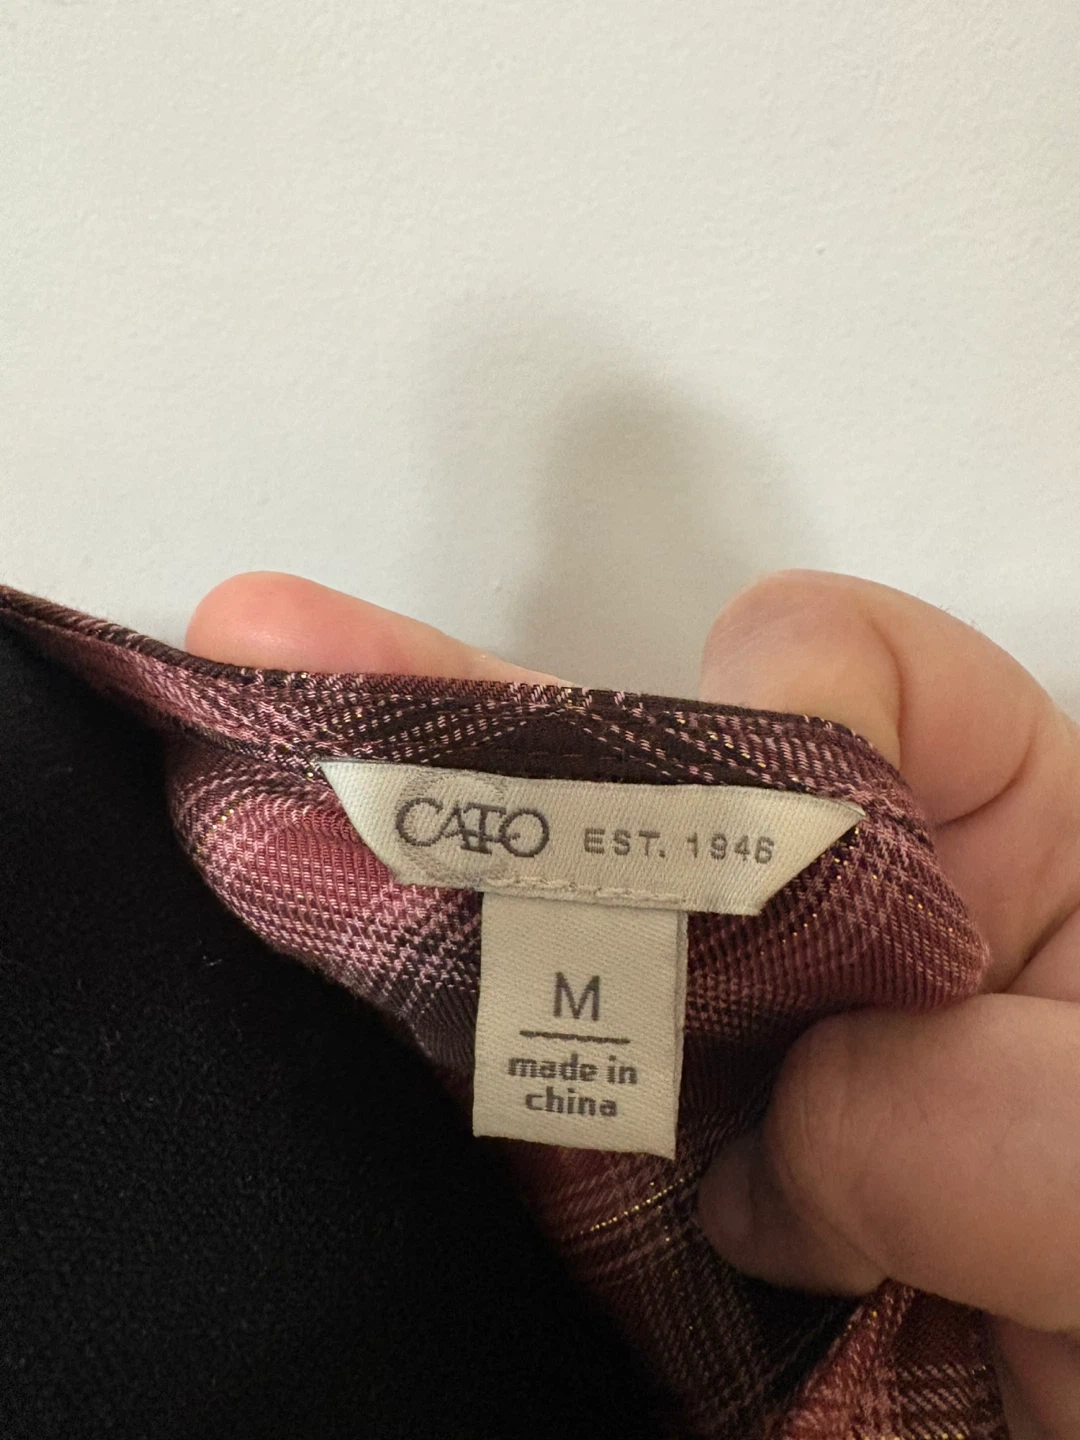 CATO EST. 1946
M
made in
china